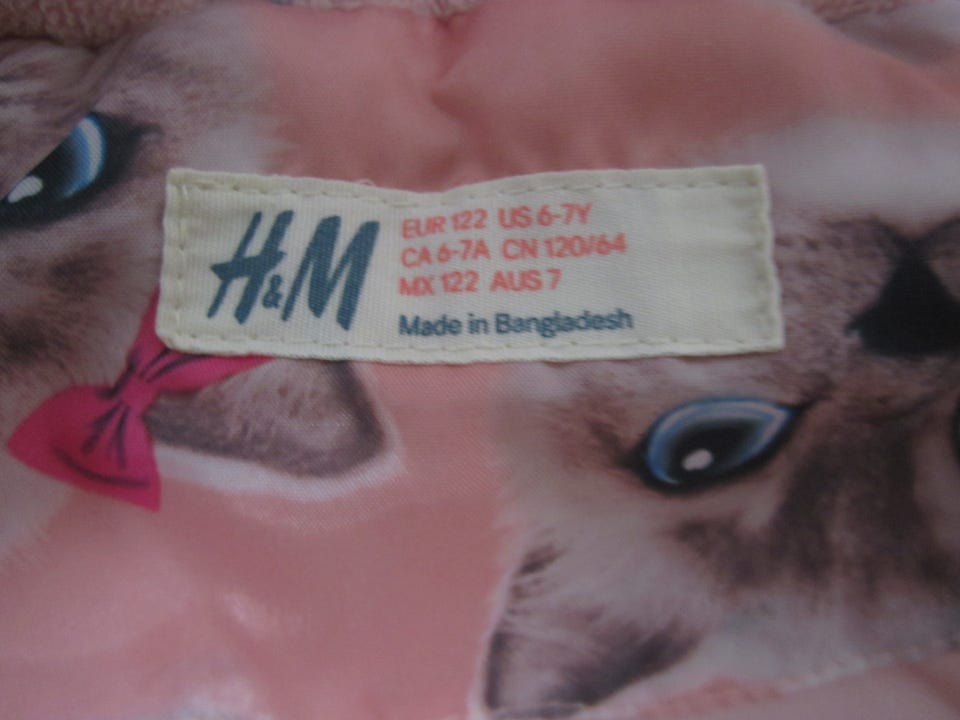 H&M
EUR 122 US 6-7Y
CA 6-7A CN 120/64
MX 122 AUS 7
Made in Bangladesh